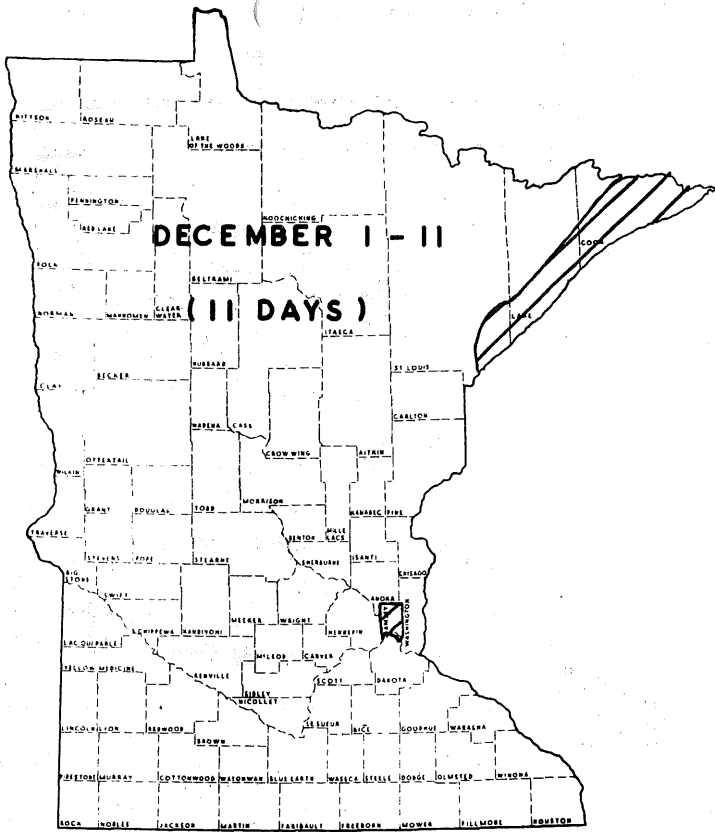 KITTSON ROSEAU
LAKE
OF THE WOODS
MARSHALL
PENNINGTON
KOOCHICHING
RED LAKE
DECEMBER 1 - 11
COOK
POLK
BELTRAMI
(11 DAYS)
NORMAN MAHNOMEN CLEAR-
WATER
LAKE
ITASCA
HUBBARD
ST LOUIS
BECKER
CLAY
CARLTON
WADENA CASS
CROW WING AITKIN
OTTERTAIL
WILKIN
MORRISON
GRANT DOUGLAS TODD
KANABEC PINE
MILLE
LACS
TRAVERSE
BENTON
STEVENS POPE STEARNS
SHERBURNE
ISANTI
BIG
STONE
CHISAGO
SWIFT
ANOKA
RAMSEY
WASHINGTON
MEEKER WRIGHT
CHIPPEWA KANDIYOHI
HENNEPIN
LAC QUI PARLE
MCLEOD CARVER
YELLOW MEDICINE
RENVILLE
SCOTT DAKOTA
SIBLEY
NICOLLET
LE SUEUR RICE GOODHUE WABASHA
LINCOLN LYON REDWOOD
BROWN
PIPESTONE MURRAY COTTONWOOD WATONWAN BLUE EARTH WASECA STEELE DODGE OLMSTED WINONA
ROCK NOBLES JACKSON MARTIN FARIBAULT FREEBORN MOWER FILLMORE HOUSTON